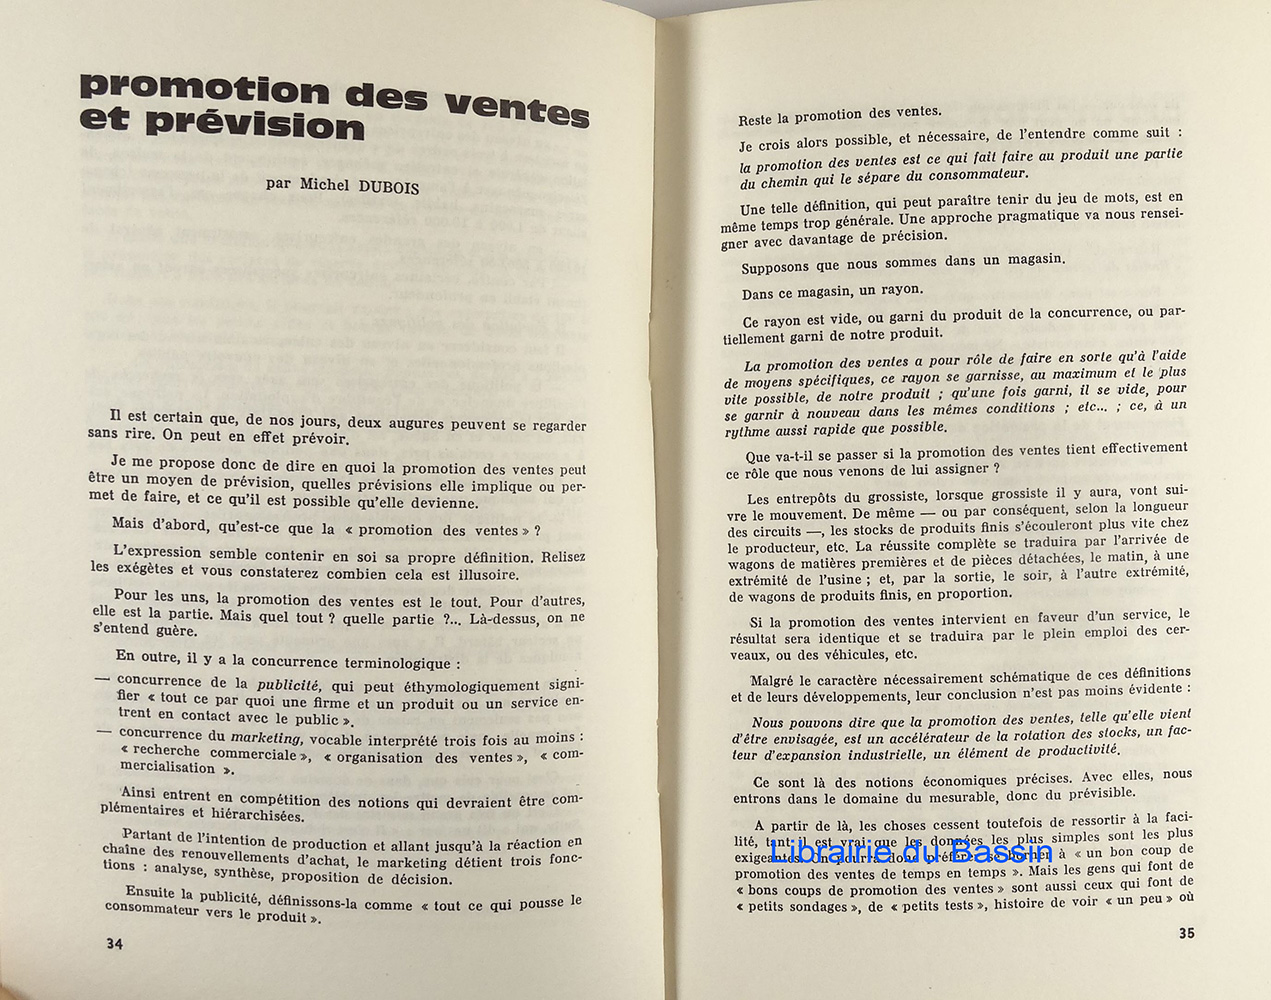 promotion des ventes
et prévision
par Michel DUBOIS
Il est certain que, de nos jours, deux augures peuvent se regarder
sans rire. On peut en effet prévoir.
Je me propose donc de dire en quoi la promotion des ventes peut
être un moyen de prévision, quelles prévisions elle implique ou per-
met de faire, et ce qu'il est possible qu'elle devienne.
Mais d'abord, qu'est-ce que la « promotion des ventes » ?
L'expression semble contenir en soi sa propre définition. Relisez
les exégètes et vous constaterez combien cela est illusoire.
Pour les uns, la promotion des ventes est le tout. Pour d'autres,
elle est la partie. Mais quel tout ? quelle partie ?... Là-dessus, on ne
s'entend guère.
En outre, il y a la concurrence terminologique :
— concurrence de la publicité, qui peut éthymologiquement signi-
fier « tout ce par quoi une firme et un produit ou un service en-
trent en contact avec le public ».
— concurrence du marketing, vocable interprété trois fois au moins :
« recherche commerciale », « organisation des ventes », « com-
mercialisation ».
Ainsi entrent en compétition des notions qui devraient être com-
plémentaires et hiérarchisées.
Partant de l'intention de production et allant jusqu'à la réaction en
chaîne des renouvellements d'achat, le marketing détient trois fonc-
tions : analyse, synthèse, proposition de décision.
Ensuite la publicité, définissons-la comme « tout ce qui pousse le
consommateur vers le produit ».
34
Reste la promotion des ventes.
Je crois alors possible, et nécessaire, de l'entendre comme suit :
la promotion des ventes est ce qui fait faire au produit une partie
du chemin qui le sépare du consommateur.
Une telle définition, qui peut paraître tenir du jeu de mots, est en
même temps trop générale. Une approche pragmatique va nous rensei-
gner avec davantage de précision.
Supposons que nous sommes dans un magasin.
Dans ce magasin, un rayon.
Ce rayon est vide, ou garni du produit de la concurrence, ou par-
tiellement garni de notre produit.
La promotion des ventes a pour rôle de faire en sorte qu'à l'aide
de moyens spécifiques, ce rayon se garnisse, au maximum et le plus
vite possible, de notre produit ; qu'une fois garni, il se vide, pour
se garnir à nouveau dans les mêmes conditions ; etc... ; ce, à un
rythme aussi rapide que possible.
Que va-t-il se passer si la promotion des ventes tient effectivement
ce rôle que nous venons de lui assigner ?
Les entrepôts du grossiste, lorsque grossiste il y aura, vont sui-
vre le mouvement. De même — ou par conséquent, selon la longueur
des circuits —, les stocks de produits finis s'écouleront plus vite chez
le producteur, etc. La réussite complète se traduira par l'arrivée de
wagons de matières premières et de pièces détachées, le matin, à une
extrémité de l'usine ; et, par la sortie, le soir, à l'autre extrémité,
de wagons de produits finis, en proportion.
Si la promotion des ventes intervient en faveur d'un service, le
résultat sera identique et se traduira par le plein emploi des cer-
veaux, ou des véhicules, etc.
Malgré le caractère nécessairement schématique de ces définitions
et de leurs développements, leur conclusion n'est pas moins évidente :
Nous pouvons dire que la promotion des ventes, telle qu'elle vient
d'être envisagée, est un accélérateur de la rotation des stocks, un fac-
teur d'expansion industrielle, un élément de productivité.
Ce sont là des notions économiques précises. Avec elles, nous
entrons dans le domaine du mesurable, donc du prévisible.
A partir de là, les choses cessent toutefois de ressortir à la faci-
lité, tant il est vrai que les données les plus simples sont les plus
exigeantes. On pourra donc préférer se borner à « un bon coup de
promotion des ventes de temps en temps ». Mais les gens qui font de
« bons coups de promotion des ventes » sont aussi ceux qui font de
« petits sondages », de « petits tests », histoire de voir « un peu » où
35
Librairie du Bassin